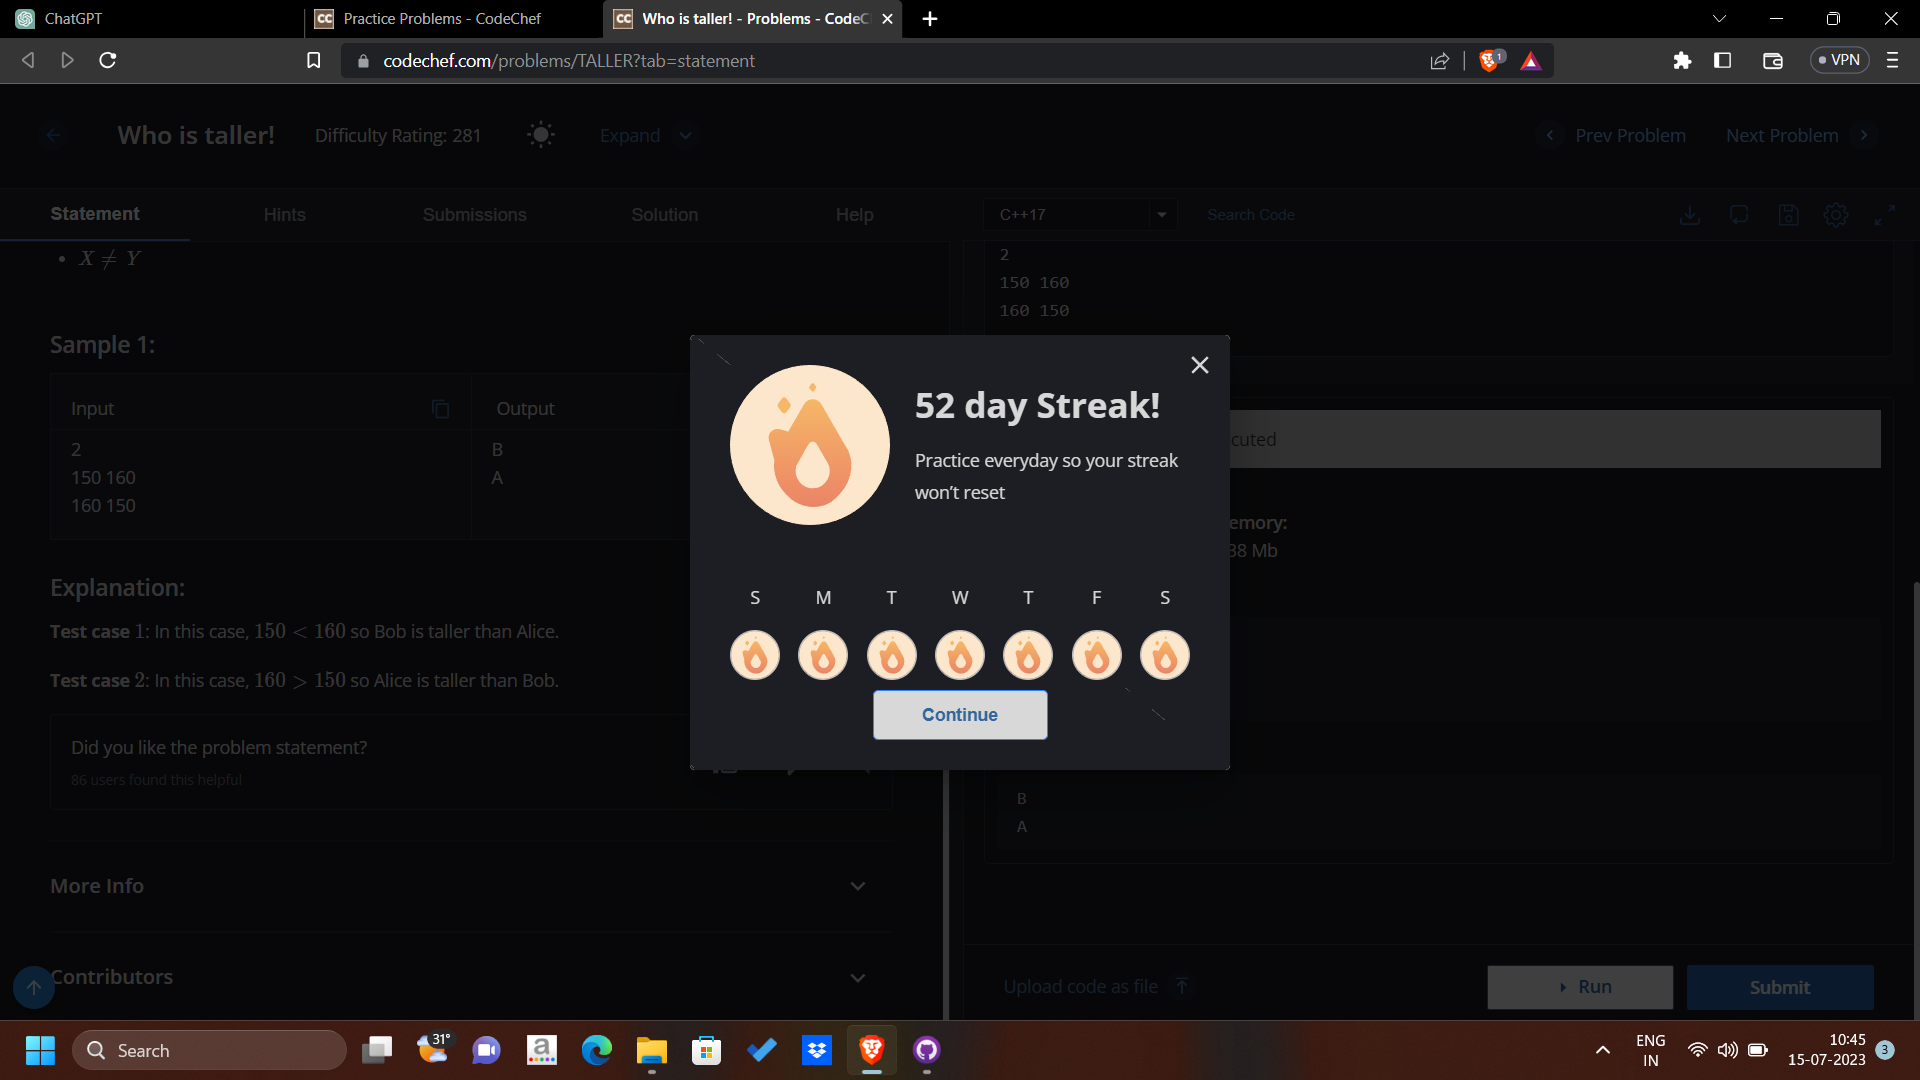 ChatGPT
Practice Problems - CodeChef
Who is taller! - Problems - CodeC
codechef.com/problems/TALLER?tab=statement
1
VPN
Who is taller!
Difficulty Rating: 281
Expand
Prev Problem
Next Problem
Statement
Hints
Submissions
Solution
Help
C++17
Search Code
• X ≠ Y
2
150 160
160 150
Sample 1:
Input
Output
2
150 160
160 150
B
A
Explanation:
Test case 1: In this case, 150 < 160 so Bob is taller than Alice.
Test case 2: In this case, 160 > 150 so Alice is taller than Bob.
Did you like the problem statement?
86 users found this helpful
More Info
Contributors
52 day Streak!
Practice everyday so your streak
won't reset
S M T W T F S
Continue
cuted
emory:
38 Mb
B
A
Upload code as file
Run
Submit
Search
31°
a
ENG
IN
10:45
15-07-2023
3